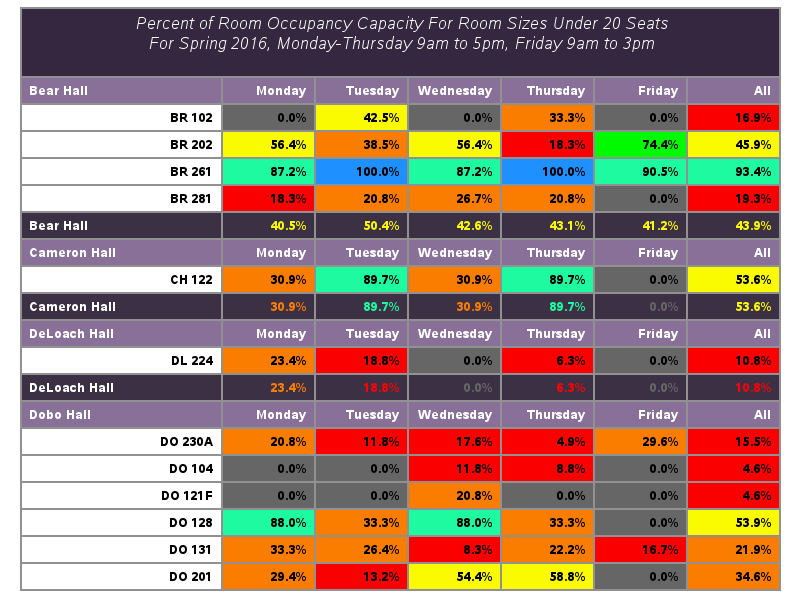 Percent of Room Occupancy Capacity For Room Sizes Under 20 Seats
For Spring 2016, Monday-Thursday 9am to 5pm, Friday 9am to 3pm
Bear Hall Monday Tuesday Wednesday Thursday Friday All
BR 102 0.0% 42.5% 0.0% 33.3% 0.0% 16.9%
BR 202 56.4% 38.5% 56.4% 18.3% 74.4% 45.9%
BR 261 87.2% 100.0% 87.2% 100.0% 90.5% 93.4%
BR 281 18.3% 20.8% 26.7% 20.8% 0.0% 19.3%
Bear Hall 40.5% 50.4% 42.6% 43.1% 41.2% 43.9%
Cameron Hall Monday Tuesday Wednesday Thursday Friday All
CH 122 30.9% 89.7% 30.9% 89.7% 0.0% 53.6%
Cameron Hall 30.9% 89.7% 30.9% 89.7% 0.0% 53.6%
DeLoach Hall Monday Tuesday Wednesday Thursday Friday All
DL 224 23.4% 18.8% 0.0% 6.3% 0.0% 10.8%
DeLoach Hall 23.4% 18.8% 0.0% 6.3% 0.0% 10.8%
Dobo Hall Monday Tuesday Wednesday Thursday Friday All
DO 230A 20.8% 11.8% 17.6% 4.9% 29.6% 15.5%
DO 104 0.0% 0.0% 11.8% 8.8% 0.0% 4.6%
DO 121F 0.0% 0.0% 20.8% 0.0% 0.0% 4.6%
DO 128 88.0% 33.3% 88.0% 33.3% 0.0% 53.9%
DO 131 33.3% 26.4% 8.3% 22.2% 16.7% 21.9%
DO 201 29.4% 13.2% 54.4% 58.8% 0.0% 34.6%